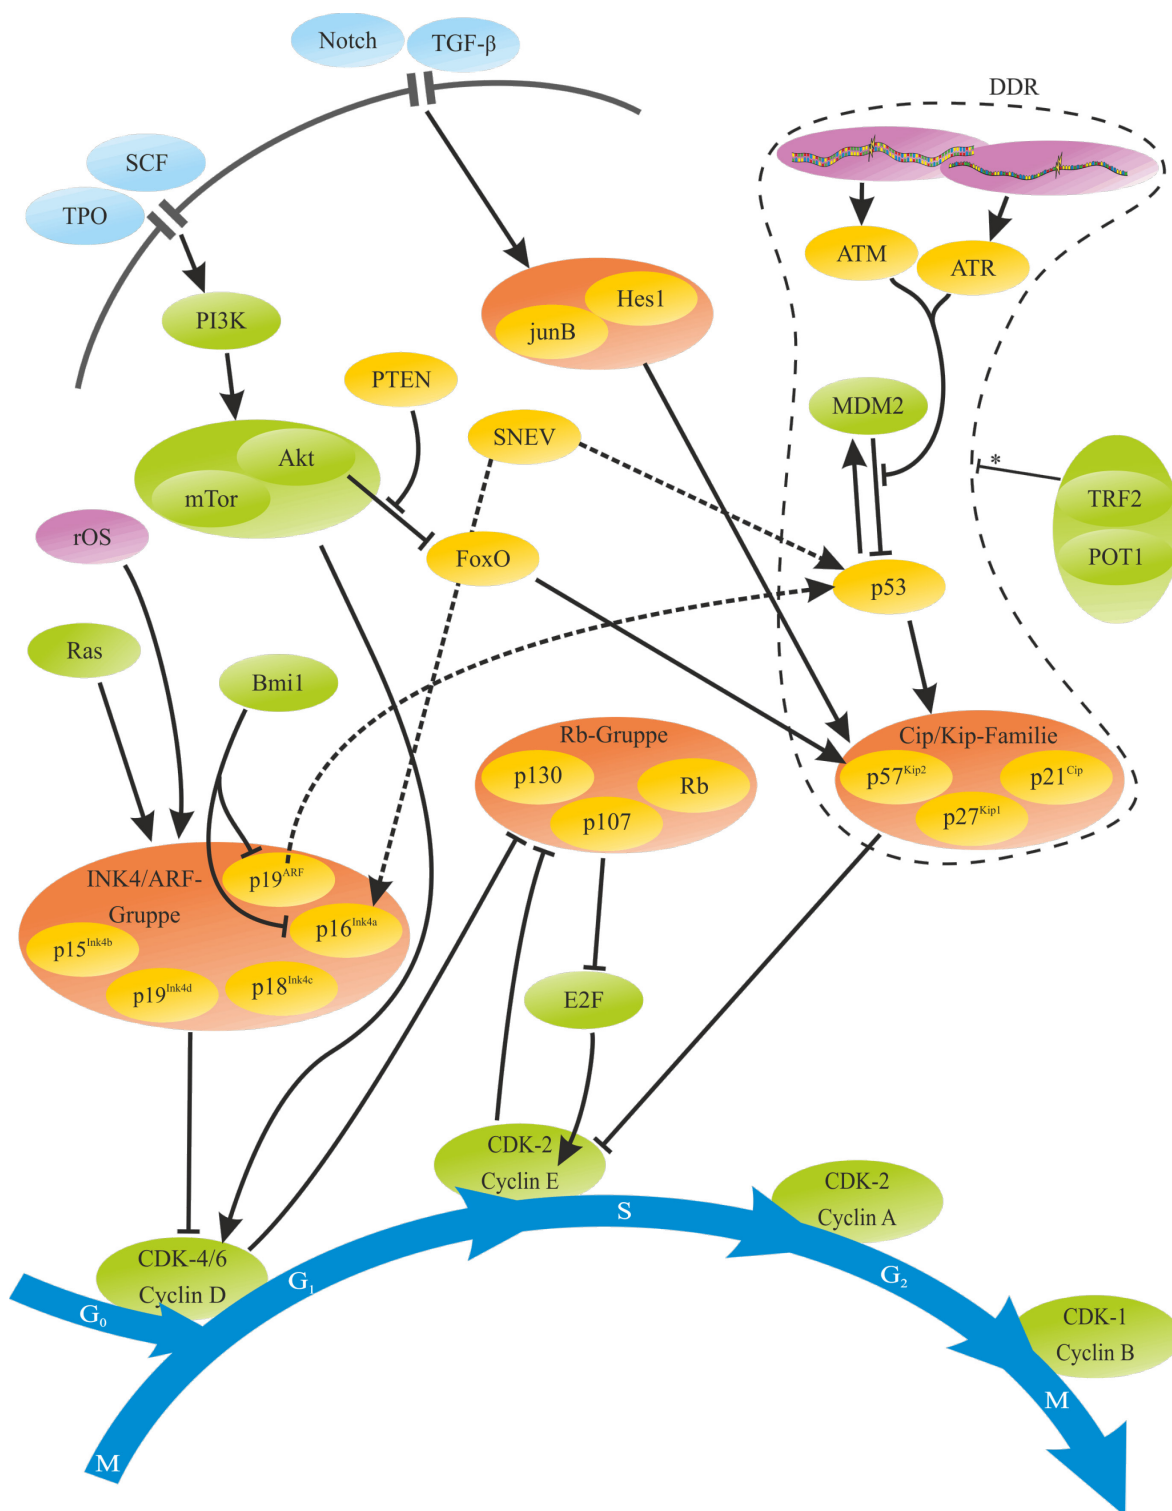 Notch
TGF-β
DDR
SCF
TPO
ATM
ATR
Hes1
junB
PI3K
PTEN
MDM2
SNEV
Akt
mTor
*
TRF2
POT1
rOS
FoxO
p53
Ras
Bmi1
Rb-Gruppe
p130
Rb
p107
Cip/Kip-Familie
p57Kip2
p21Cip
p27Kip1
INK4/ARF-
Gruppe
p19ARF
p16Ink4a
p15Ink4b
p18Ink4c
p19Ink4d
E2F
CDK-2
Cyclin E
CDK-2
Cyclin A
S
CDK-4/6
Cyclin D
G1
G2
G0
CDK-1
Cyclin B
M
M